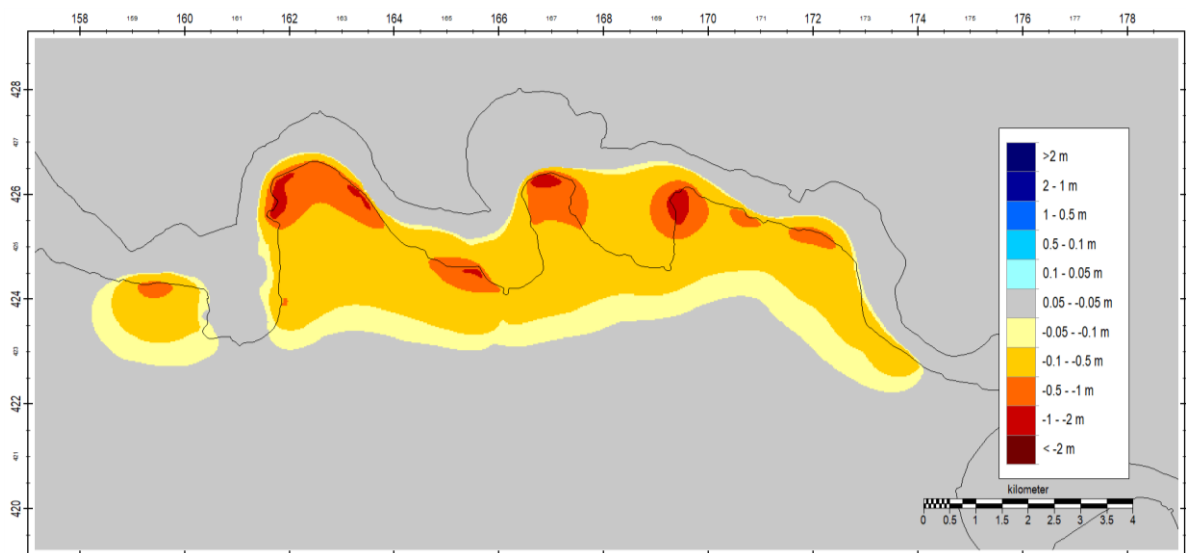 158 159 160 161 162 163 164 165 166 167 168 169 170 171 172 173 174 175 176 177 178
428
427
426
425
424
423
422
421
420
>2 m
2 - 1 m
1 - 0.5 m
0.5 - 0.1 m
0.1 - 0.05 m
0.05 - -0.05 m
-0.05 - -0.1 m
-0.1 - -0.5 m
-0.5 - -1 m
-1 - -2 m
< -2 m
kilometer
0 0.5 1 1.5 2 2.5 3 3.5 4